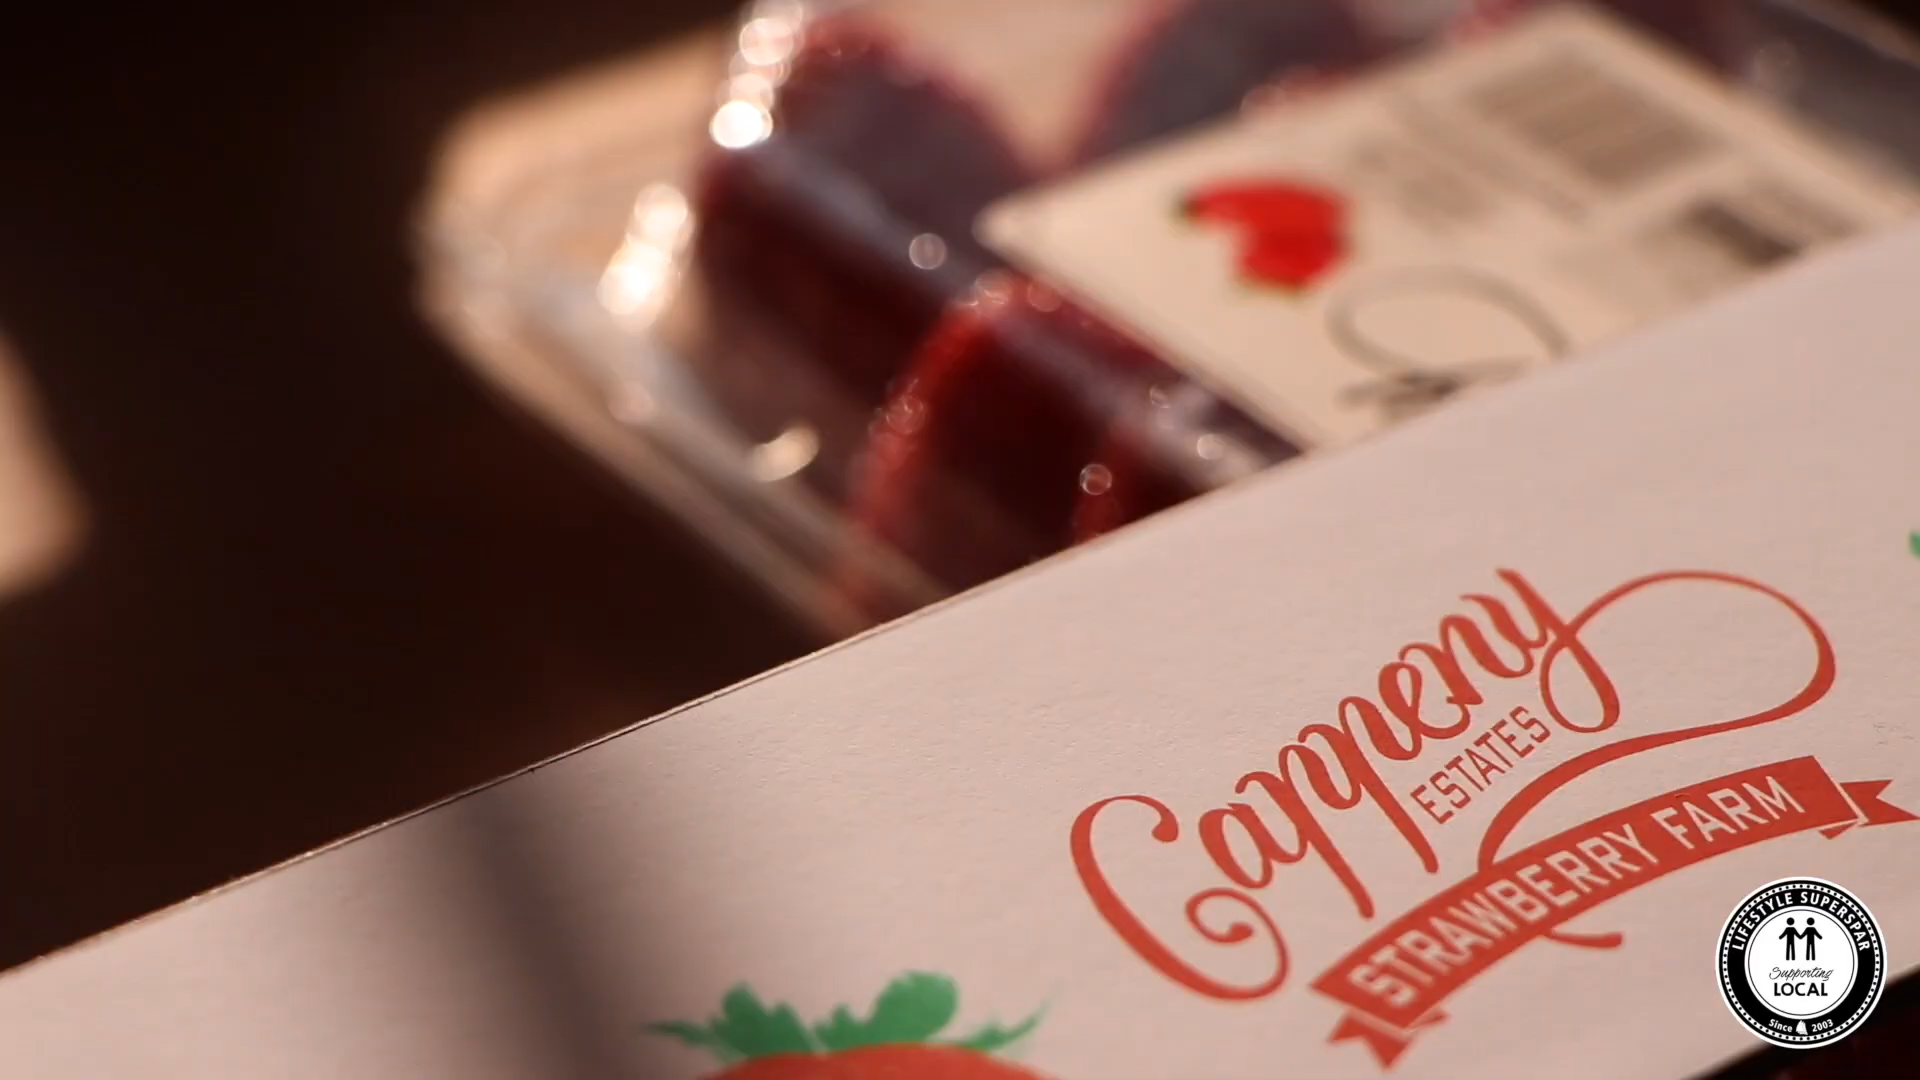 Cappeny
ESTATES
STRAWBERRY FARM
LIFESTYLE SUPERSPAR
Supporting
LOCAL
Since 2003